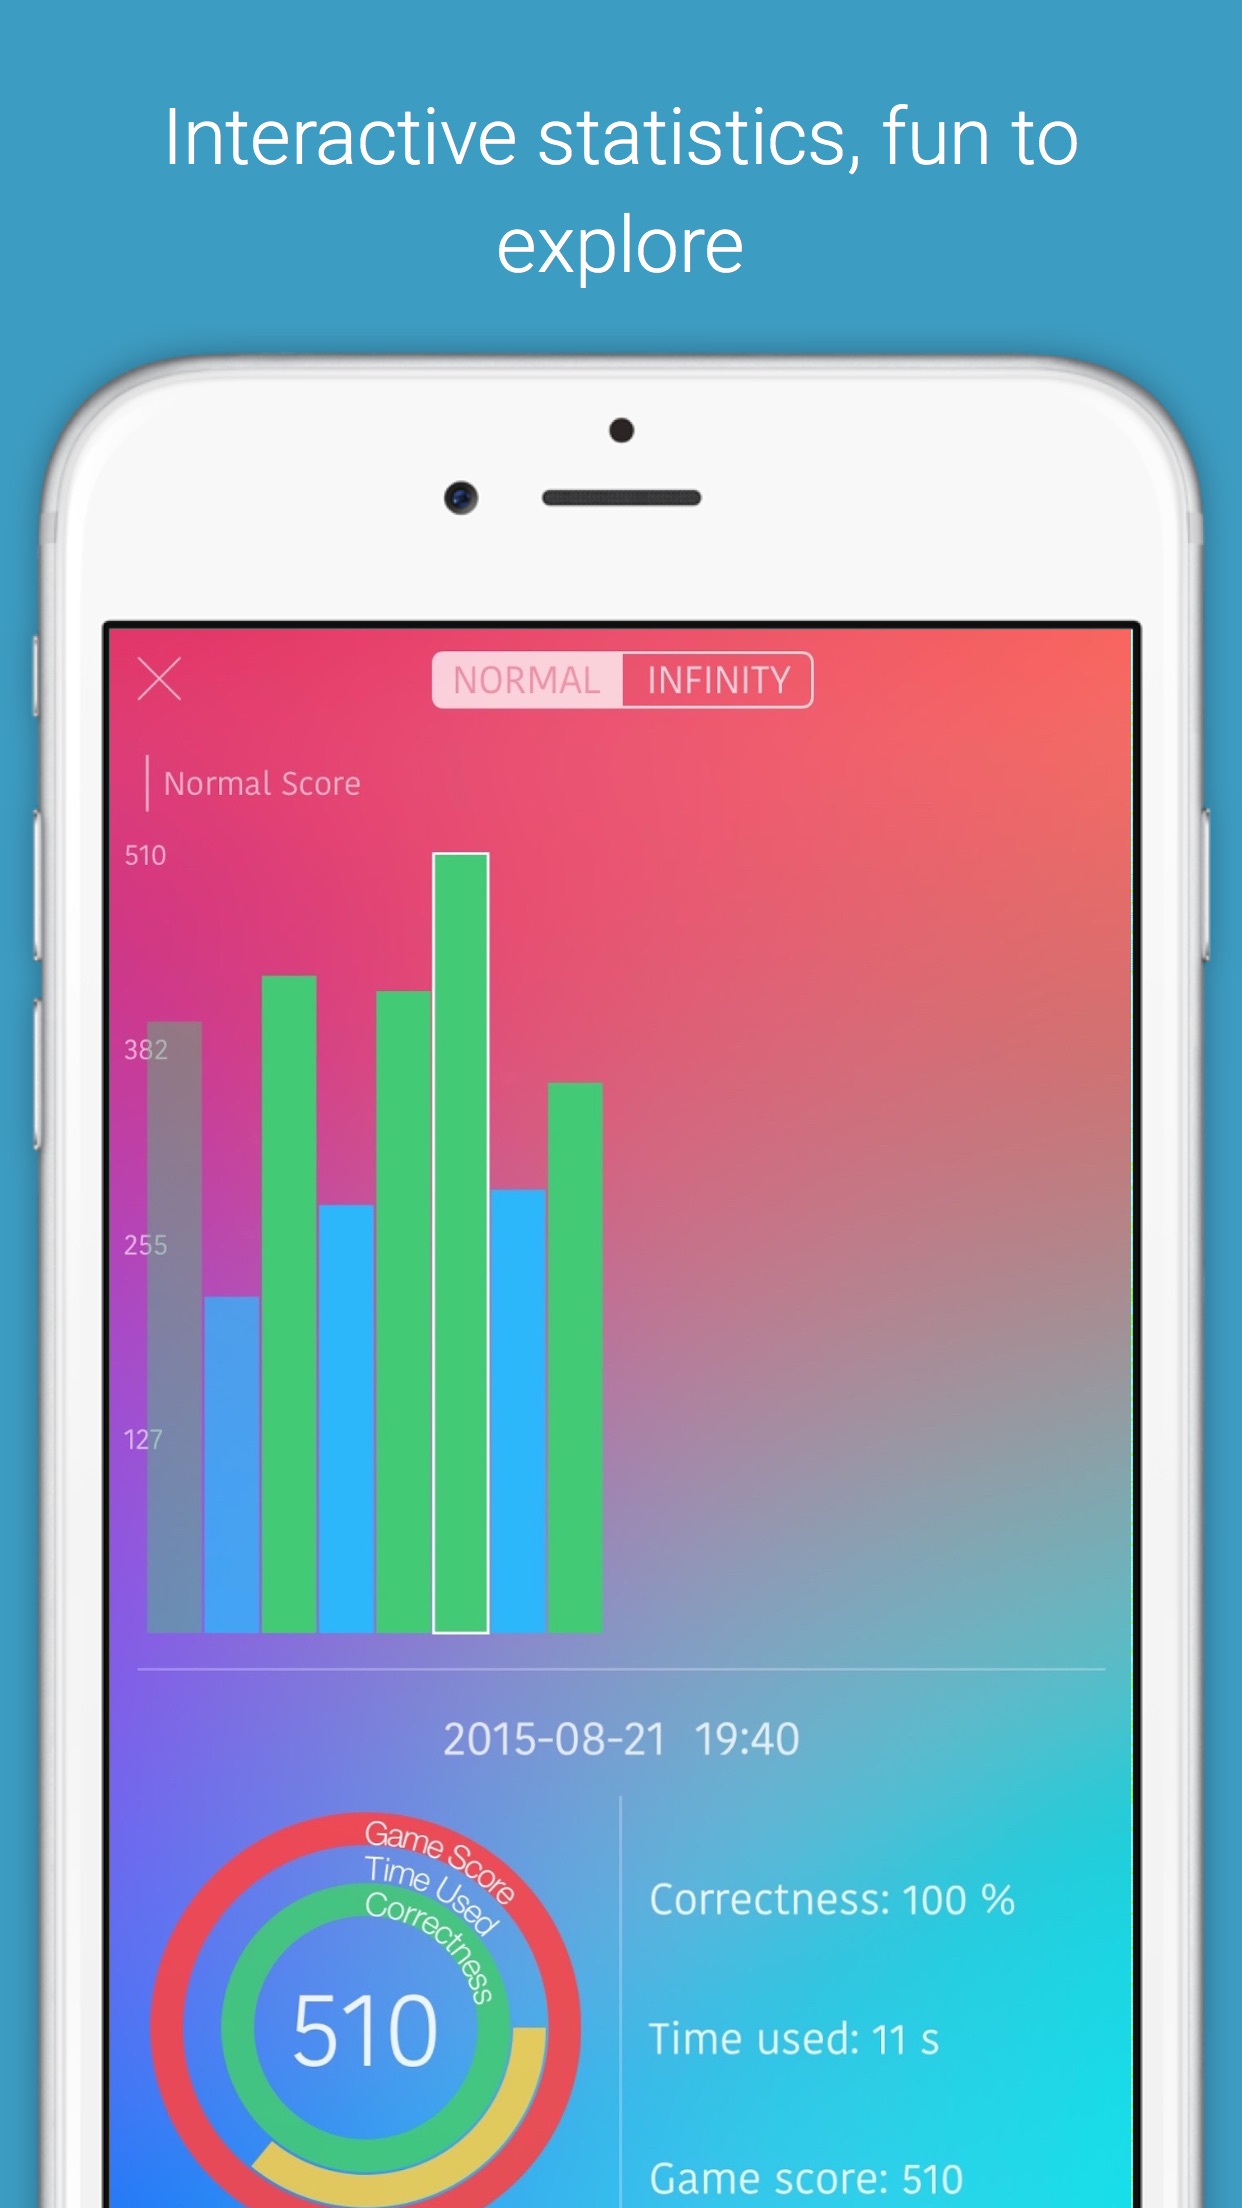 Interactive statistics, fun to
explore
NORMAL INFINITY
Normal Score
510
382
255
127
2015-08-21 19:40
Game Score
Time Used
Correctness
510
Correctness: 100 %
Time used: 11 s
Game score: 510